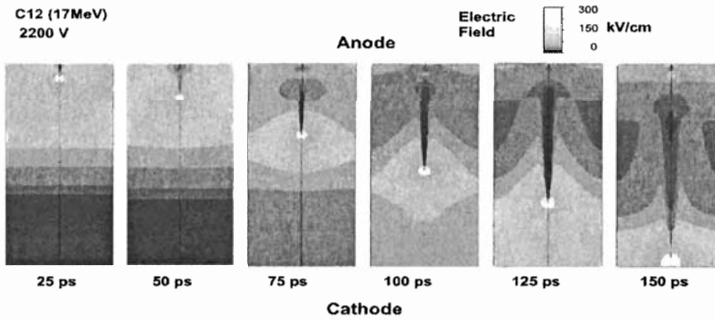 C12 (17MeV)
2200 V
Electric
Field
300
150
0
kV/cm
Anode
25 ps
50 ps
75 ps
100 ps
125 ps
150 ps
Cathode